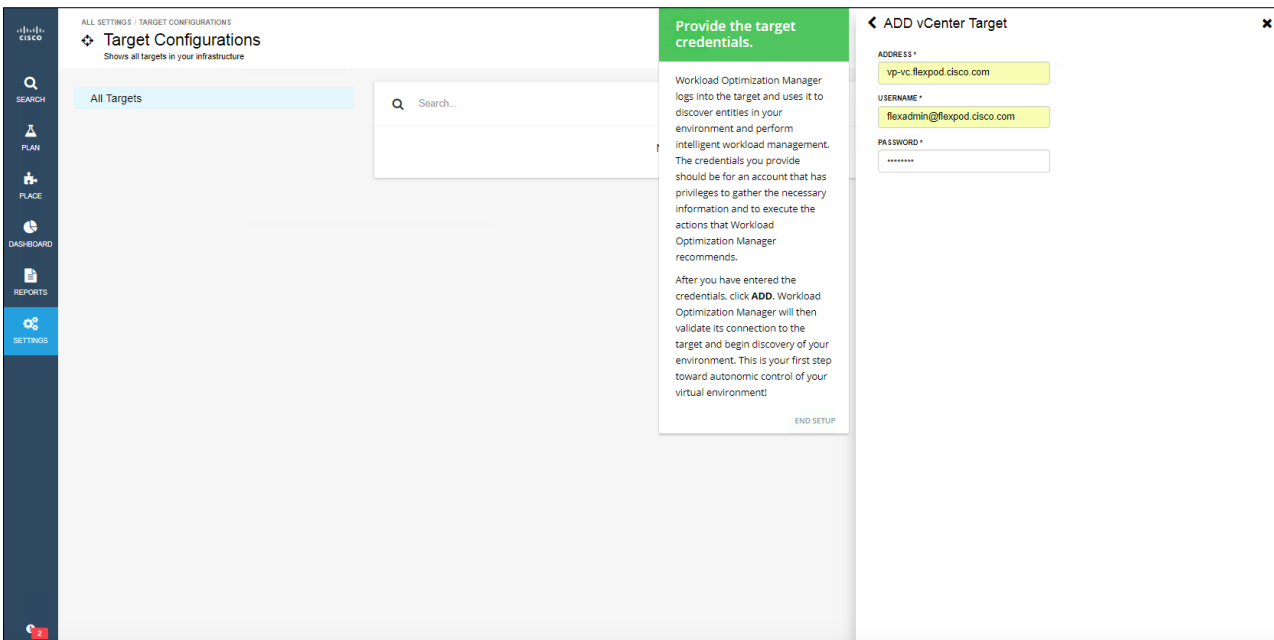 cisco
SEARCH
PLAN
PLACE
DASHBOARD
REPORTS
SETTINGS
2
ALL SETTINGS / TARGET CONFIGURATIONS
Target Configurations
Shows all targets in your infrastructure
All Targets
Search...
Provide the target
credentials.
Workload Optimization Manager
logs into the target and uses it to
discover entities in your
environment and perform
intelligent workload management.
The credentials you provide
should be for an account that has
privileges to gather the necessary
information and to execute the
actions that Workload
Optimization Manager
recommends.
After you have entered the
credentials, click ADD. Workload
Optimization Manager will then
validate its connection to the
target and begin discovery of your
environment. This is your first step
toward autonomic control of your
virtual environment!
END SETUP
ADD vCenter Target
ADDRESS *
vp-vc.flexpod.cisco.com
USERNAME *
flexadmin@flexpod.cisco.com
PASSWORD *
••••••••